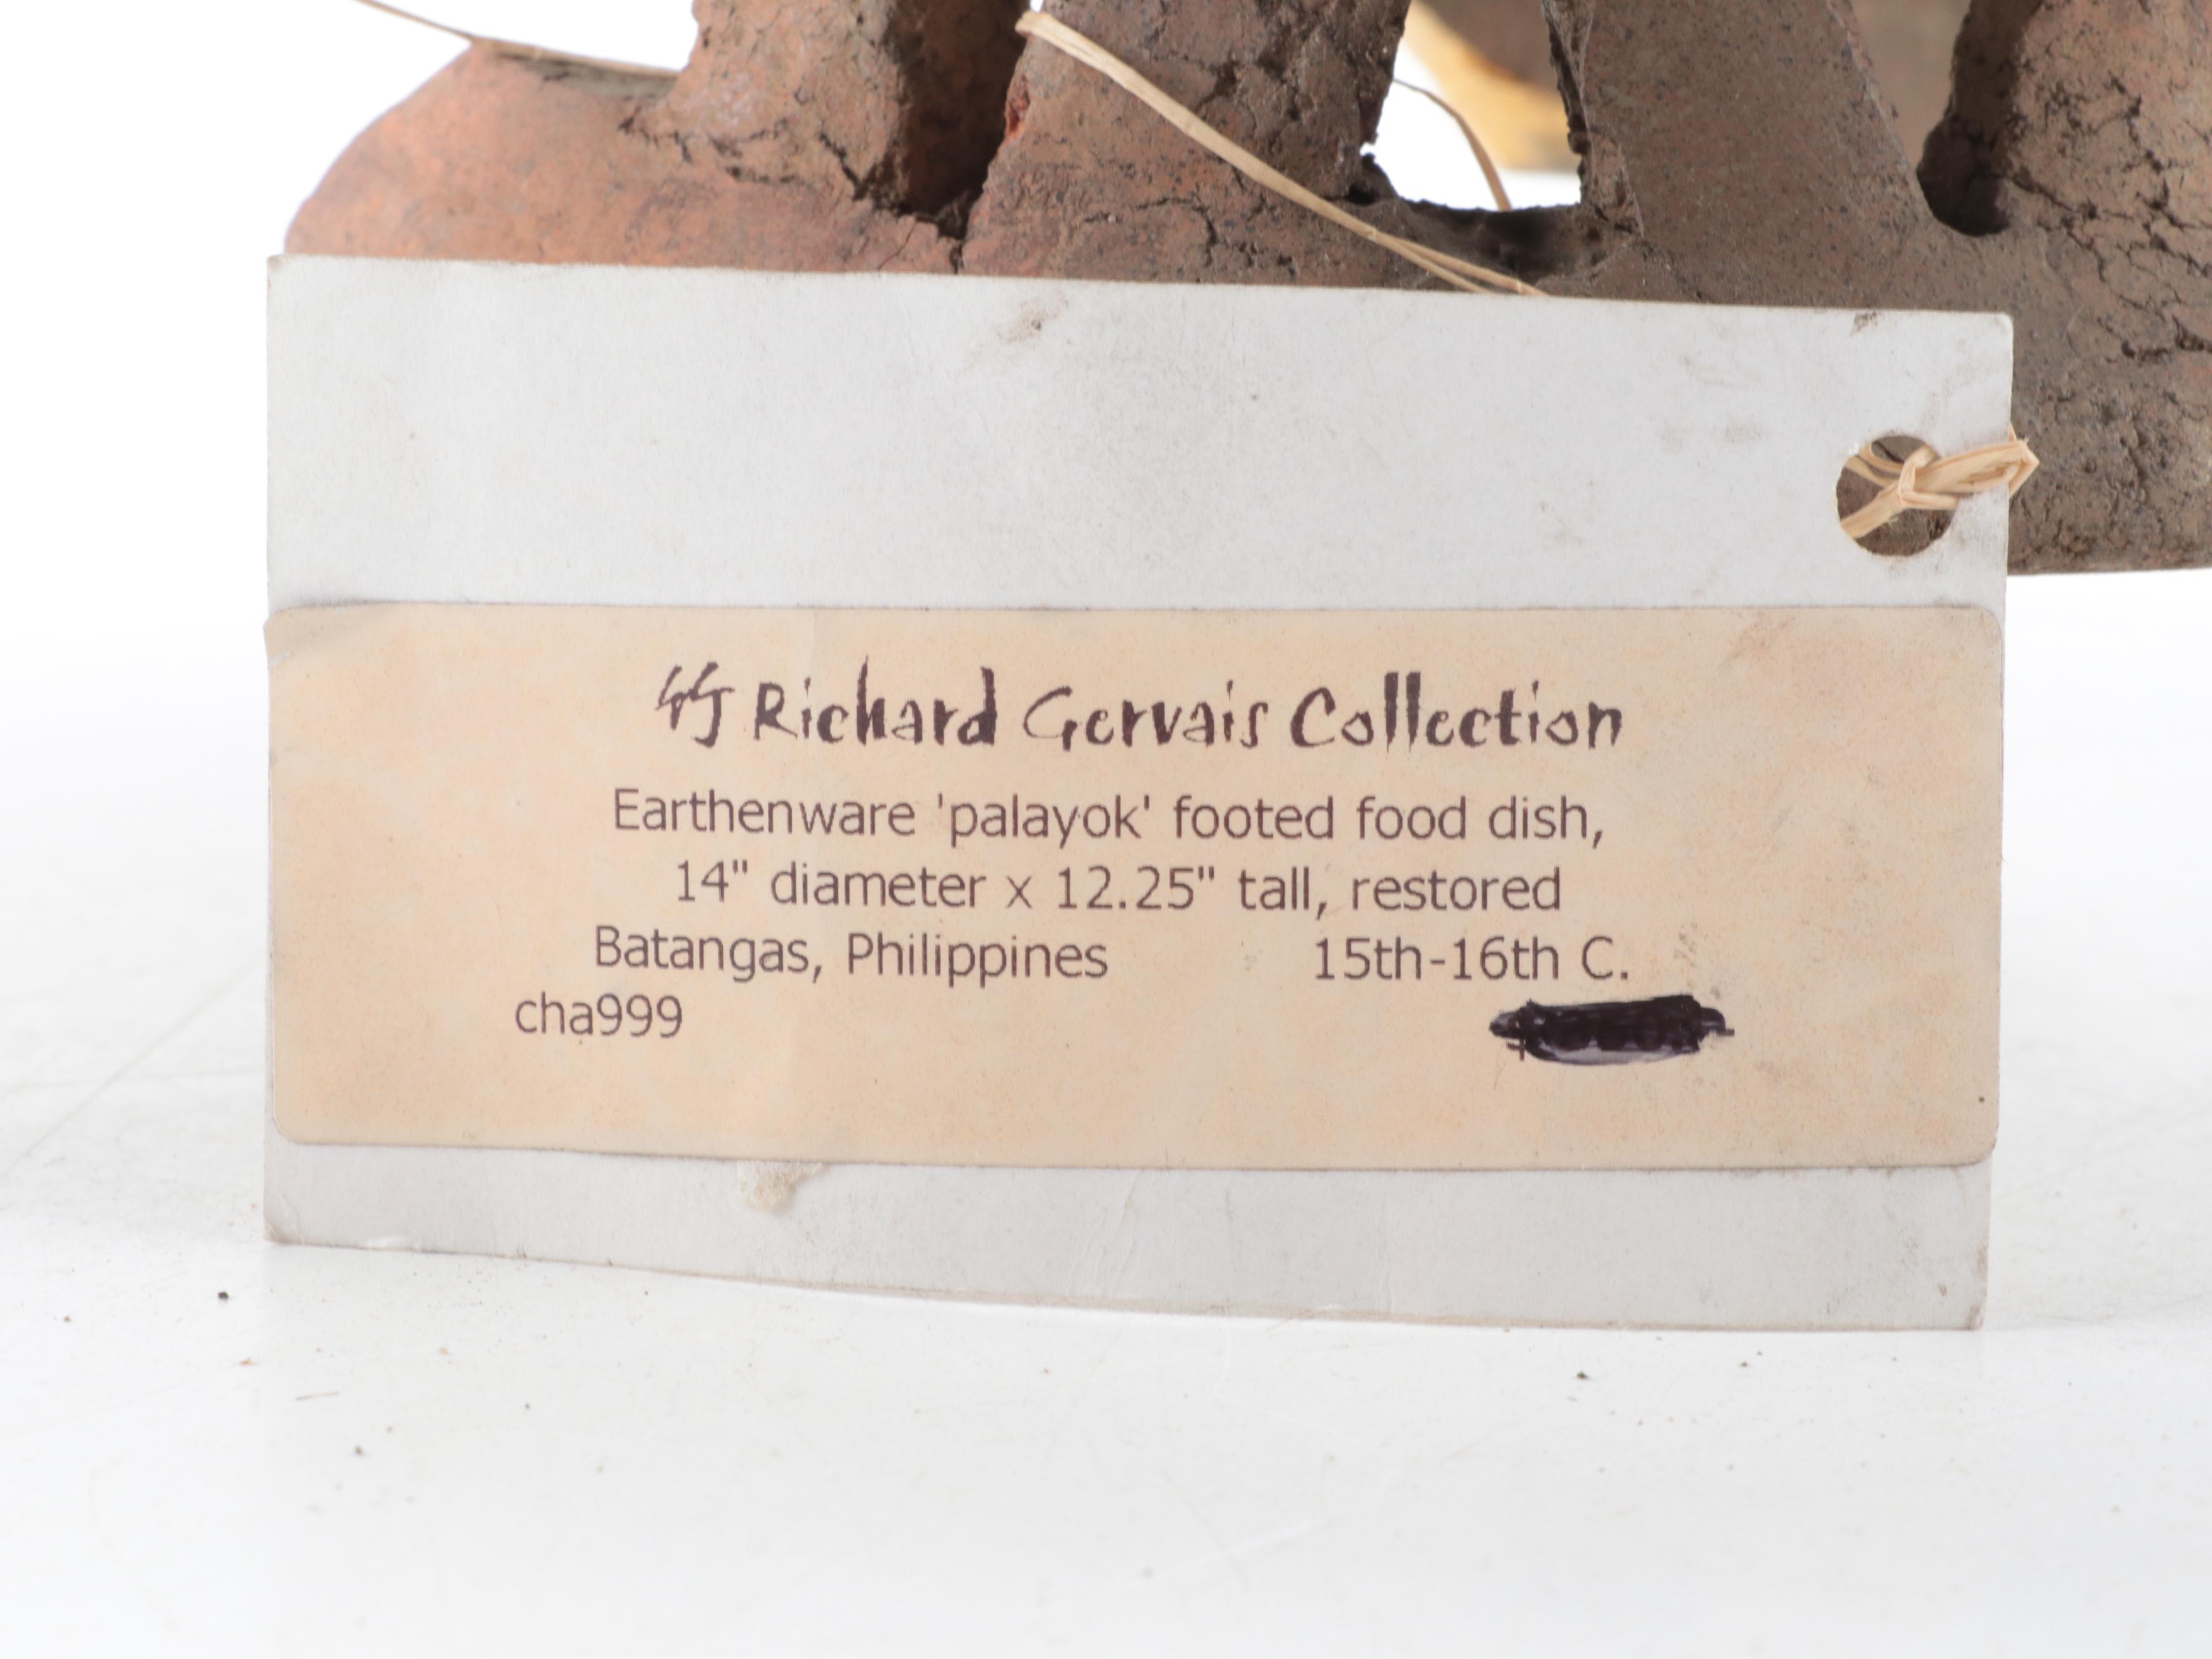 Richard Gervais Collection
Earthenware 'palayok' footed food dish,
14" diameter x 12.25" tall, restored
Batangas, Philippines 15th-16th C.
cha999